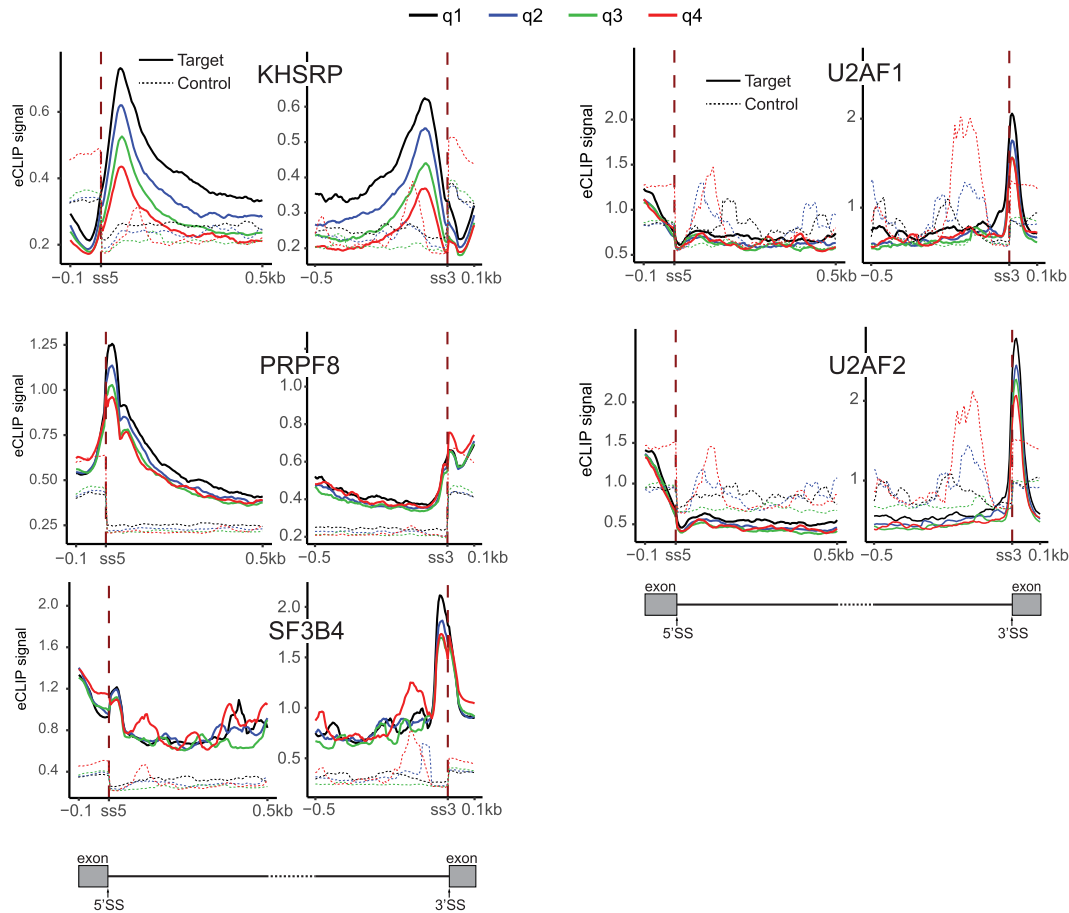 q1 q2 q3 q4
KHSRP
Target
Control
eCLIP signal
0.6
0.4
0.2
0.6
0.5
0.4
0.3
0.2
−0.1 ss5 0.5kb
−0.5 ss3 0.1kb
U2AF1
Target
Control
eCLIP signal
2.0
1.5
1.0
0.5
2
1
−0.1 ss5 0.5kb
−0.5 ss3 0.1kb
PRPF8
eCLIP signal
1.25
1.00
0.75
0.50
0.25
1.0
0.8
0.6
0.4
0.2
−0.1 ss5 0.5kb
−0.5 ss3 0.1kb
U2AF2
eCLIP signal
2.0
1.5
1.0
0.5
2
1
−0.1 ss5 0.5kb
−0.5 ss3 0.1kb
exon exon
5'SS 3'SS
SF3B4
eCLIP signal
2.0
1.6
1.2
0.8
0.4
2.0
1.5
1.0
0.5
−0.1 ss5 0.5kb
−0.5 ss3 0.1kb
exon exon
5'SS 3'SS